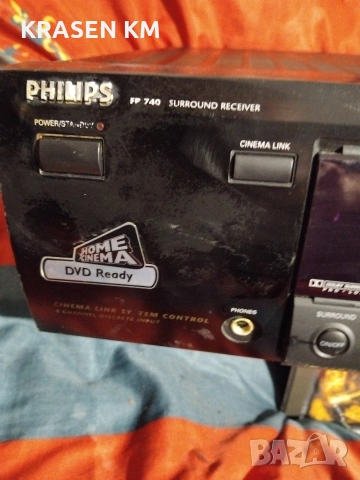 KRASEN KM
PHILIPS FP 740 SURROUND RECEIVER
POWER/STANDBY
CINEMA LINK
HOME CINEMA
DVD Ready
CINEMA LINK SYSTEM CONTROL
6 CHANNEL DISCRETE INPUT
PHONES
SURROUND
ON/OFF
BAZAR